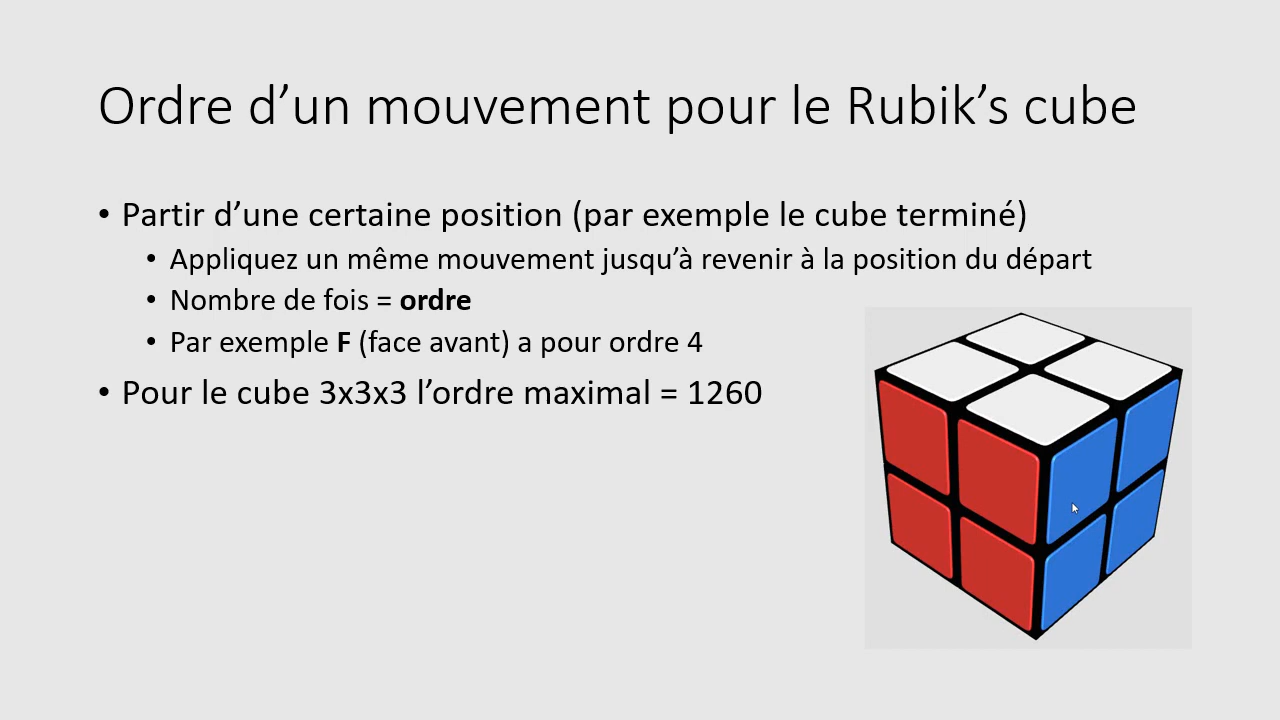 Ordre d’un mouvement pour le Rubik’s cube
• Partir d’une certaine position (par exemple le cube terminé)
• Appliquez un même mouvement jusqu’à revenir à la position du départ
• Nombre de fois = ordre
• Par exemple F (face avant) a pour ordre 4
• Pour le cube 3x3x3 l’ordre maximal = 1260